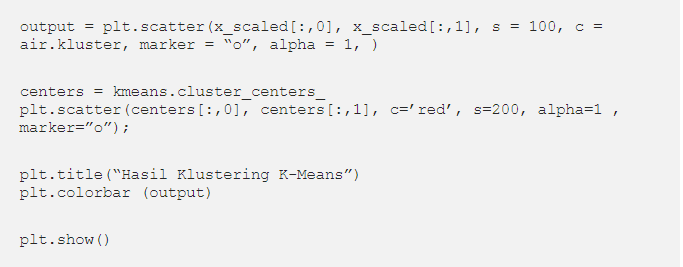 output = plt.scatter(x_scaled[:,0], x_scaled[:,1], s = 100, c =
air.kluster, marker = “o”, alpha = 1, )
centers = kmeans.cluster_centers_
plt.scatter(centers[:,0], centers[:,1], c=’red’, s=200, alpha=1 ,
marker=”o”);
plt.title(“Hasil Klustering K-Means”)
plt.colorbar (output)
plt.show()